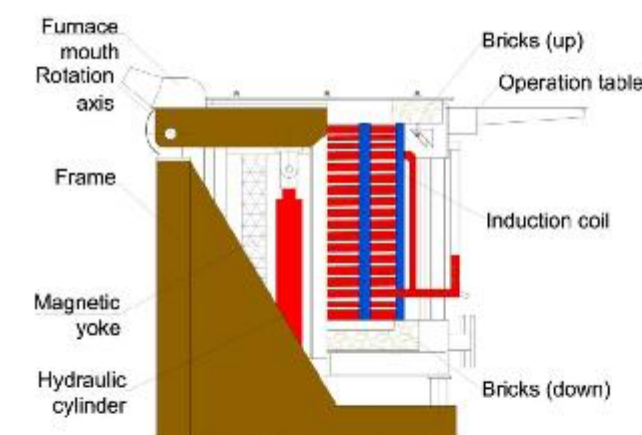 Furnace
mouth
Rotation
axis
Frame
Magnetic
yoke
Hydraulic
cylinder
Bricks (up)
Operation table
Induction coil
Bricks (down)